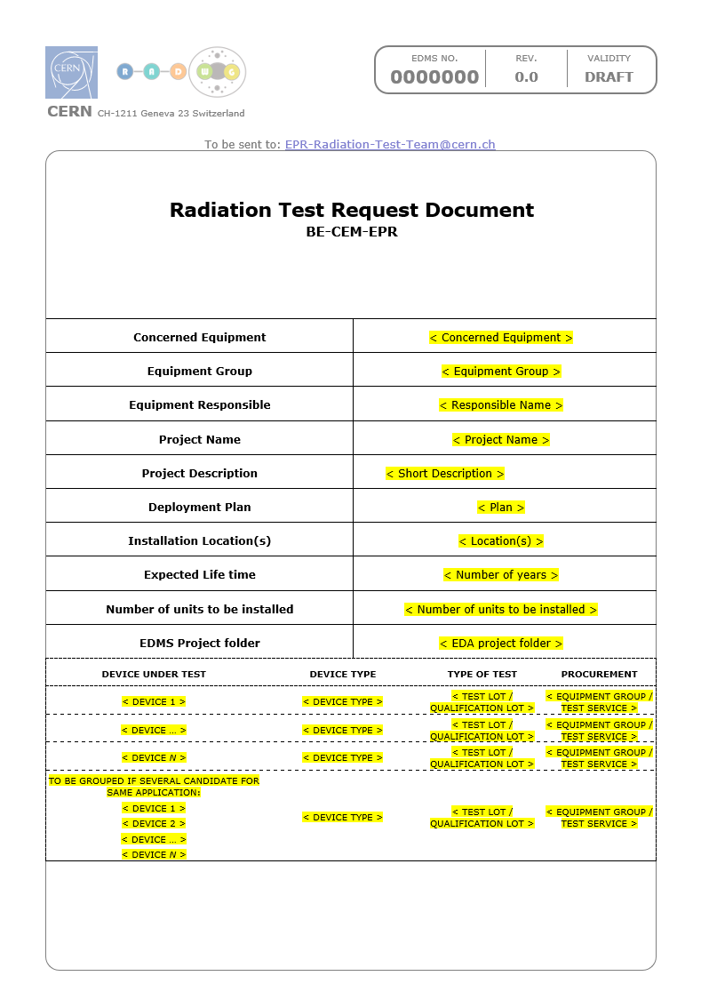 CERN
R A D W G
EDMS NO. REV. VALIDITY
0000000 0.0 DRAFT
CERN CH-1211 Geneva 23 Switzerland
To be sent to: EPR-Radiation-Test-Team@cern.ch
Radiation Test Request Document
BE-CEM-EPR
Concerned Equipment < Concerned Equipment >
Equipment Group < Equipment Group >
Equipment Responsible < Responsible Name >
Project Name < Project Name >
Project Description < Short Description >
Deployment Plan < Plan >
Installation Location(s) < Location(s) >
Expected Life time < Number of years >
Number of units to be installed < Number of units to be installed >
EDMS Project folder < EDA project folder >
DEVICE UNDER TEST DEVICE TYPE TYPE OF TEST PROCUREMENT
< DEVICE 1 > < DEVICE TYPE > < TEST LOT / QUALIFICATION LOT > < EQUIPMENT GROUP / TEST SERVICE >
< DEVICE … > < DEVICE TYPE > < TEST LOT / QUALIFICATION LOT > < EQUIPMENT GROUP / TEST SERVICE >
< DEVICE N > < DEVICE TYPE > < TEST LOT / QUALIFICATION LOT > < EQUIPMENT GROUP / TEST SERVICE >
TO BE GROUPED IF SEVERAL CANDIDATE FOR
SAME APPLICATION:
< DEVICE 1 >
< DEVICE 2 >
< DEVICE … >
< DEVICE N >
< DEVICE TYPE > < TEST LOT / QUALIFICATION LOT > < EQUIPMENT GROUP / TEST SERVICE >